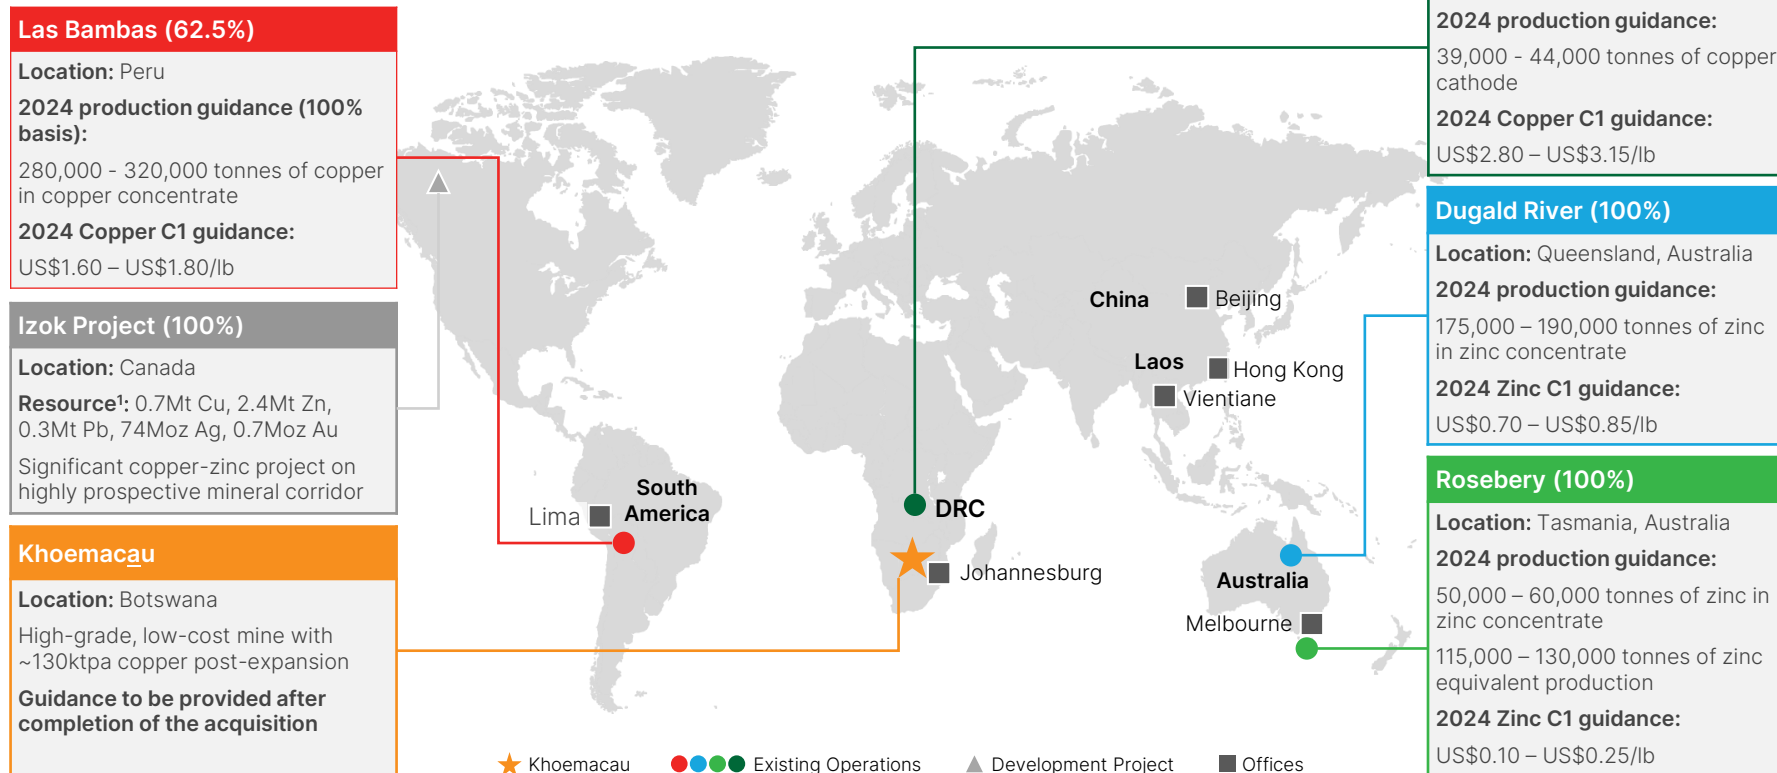 Las Bambas (62.5%)
Location: Peru
2024 production guidance (100%
basis):
280,000 - 320,000 tonnes of copper
in copper concentrate
2024 Copper C1 guidance:
US$1.60 – US$1.80/lb
Izok Project (100%)
Location: Canada
Resource¹: 0.7Mt Cu, 2.4Mt Zn,
0.3Mt Pb, 74Moz Ag, 0.7Moz Au
Significant copper-zinc project on
highly prospective mineral corridor
Khoemacau
Location: Botswana
High-grade, low-cost mine with
~130ktpa copper post-expansion
Guidance to be provided after
completion of the acquisition
China
Beijing
Laos
Hong Kong
Vientiane
South
America
Lima
DRC
Johannesburg
Australia
Melbourne
2024 production guidance:
39,000 - 44,000 tonnes of copper
cathode
2024 Copper C1 guidance:
US$2.80 – US$3.15/lb
Dugald River (100%)
Location: Queensland, Australia
2024 production guidance:
175,000 – 190,000 tonnes of zinc
in zinc concentrate
2024 Zinc C1 guidance:
US$0.70 – US$0.85/lb
Rosebery (100%)
Location: Tasmania, Australia
2024 production guidance:
50,000 – 60,000 tonnes of zinc in
zinc concentrate
115,000 – 130,000 tonnes of zinc
equivalent production
2024 Zinc C1 guidance:
US$0.10 – US$0.25/lb
Khoemacau
Existing Operations
Development Project
Offices